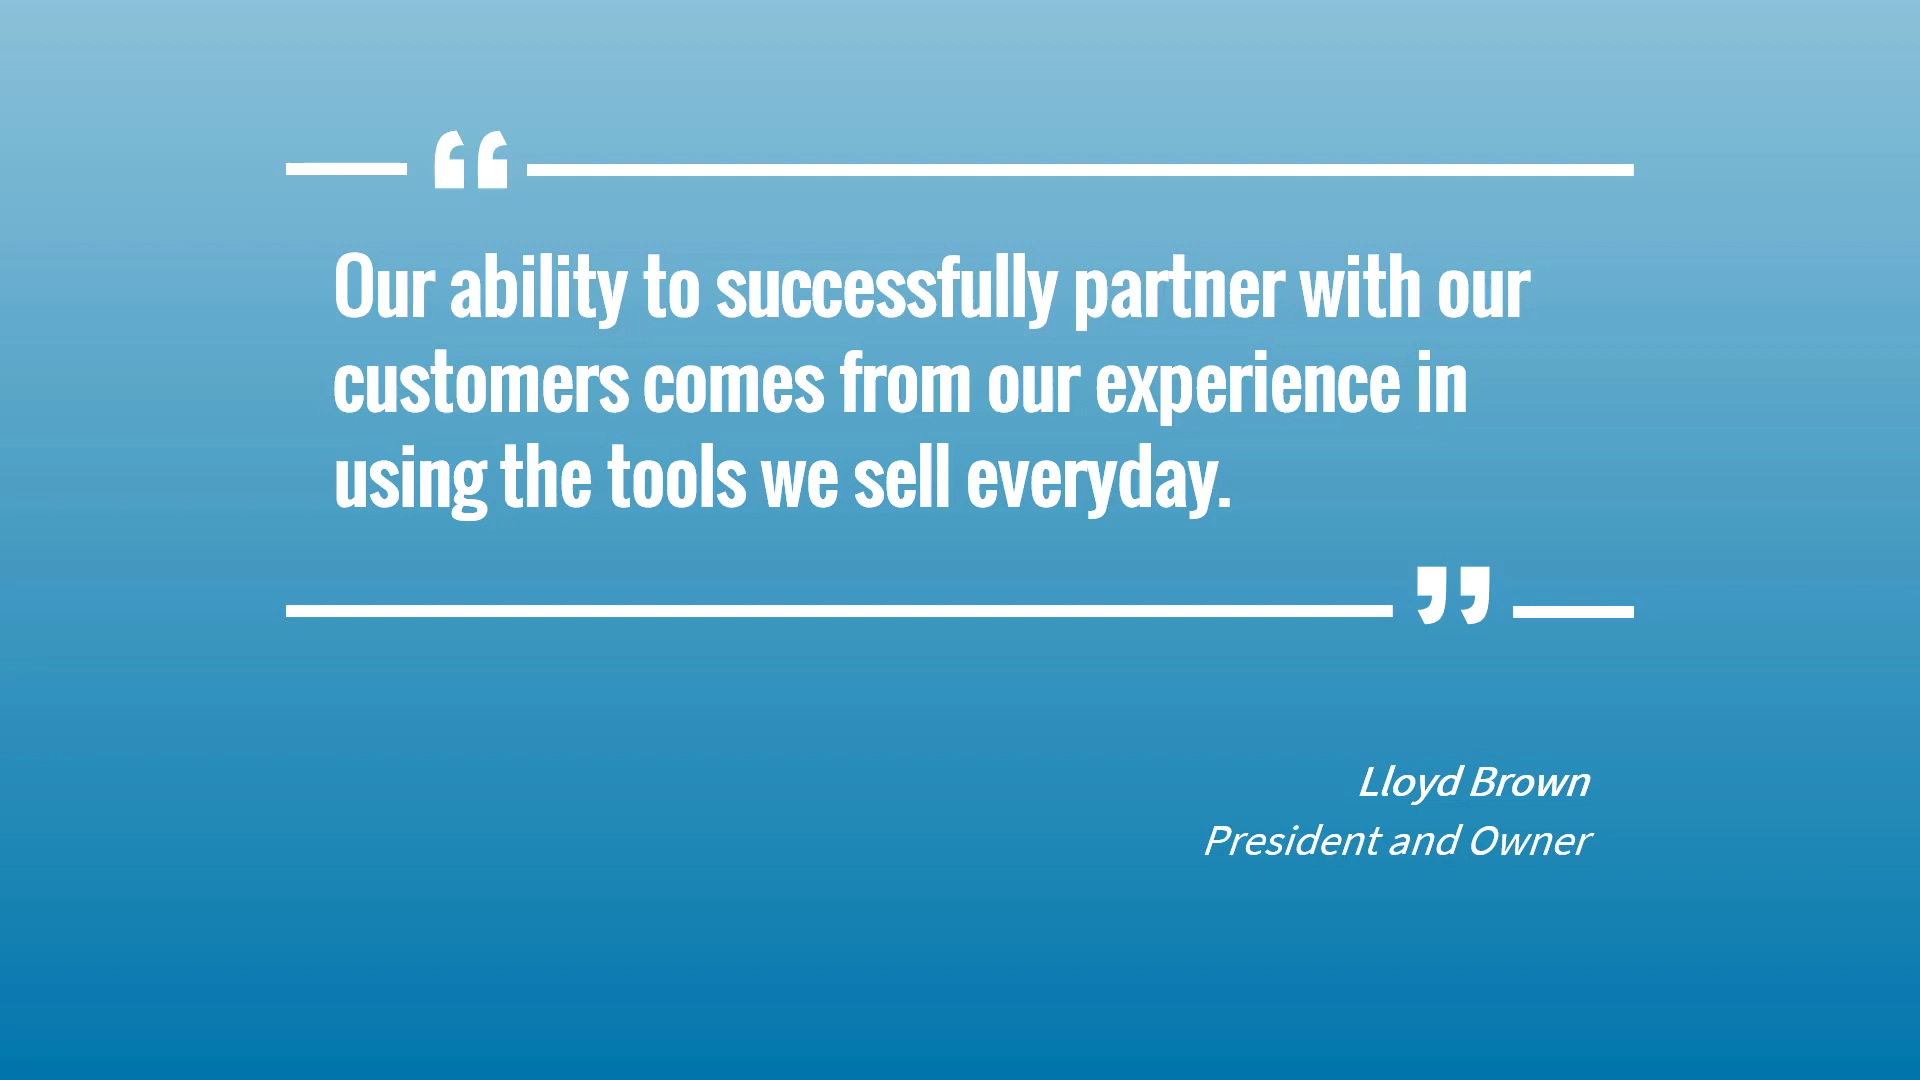 “
Our ability to successfully partner with our
customers comes from our experience in
using the tools we sell everyday.
”
Lloyd Brown
President and Owner